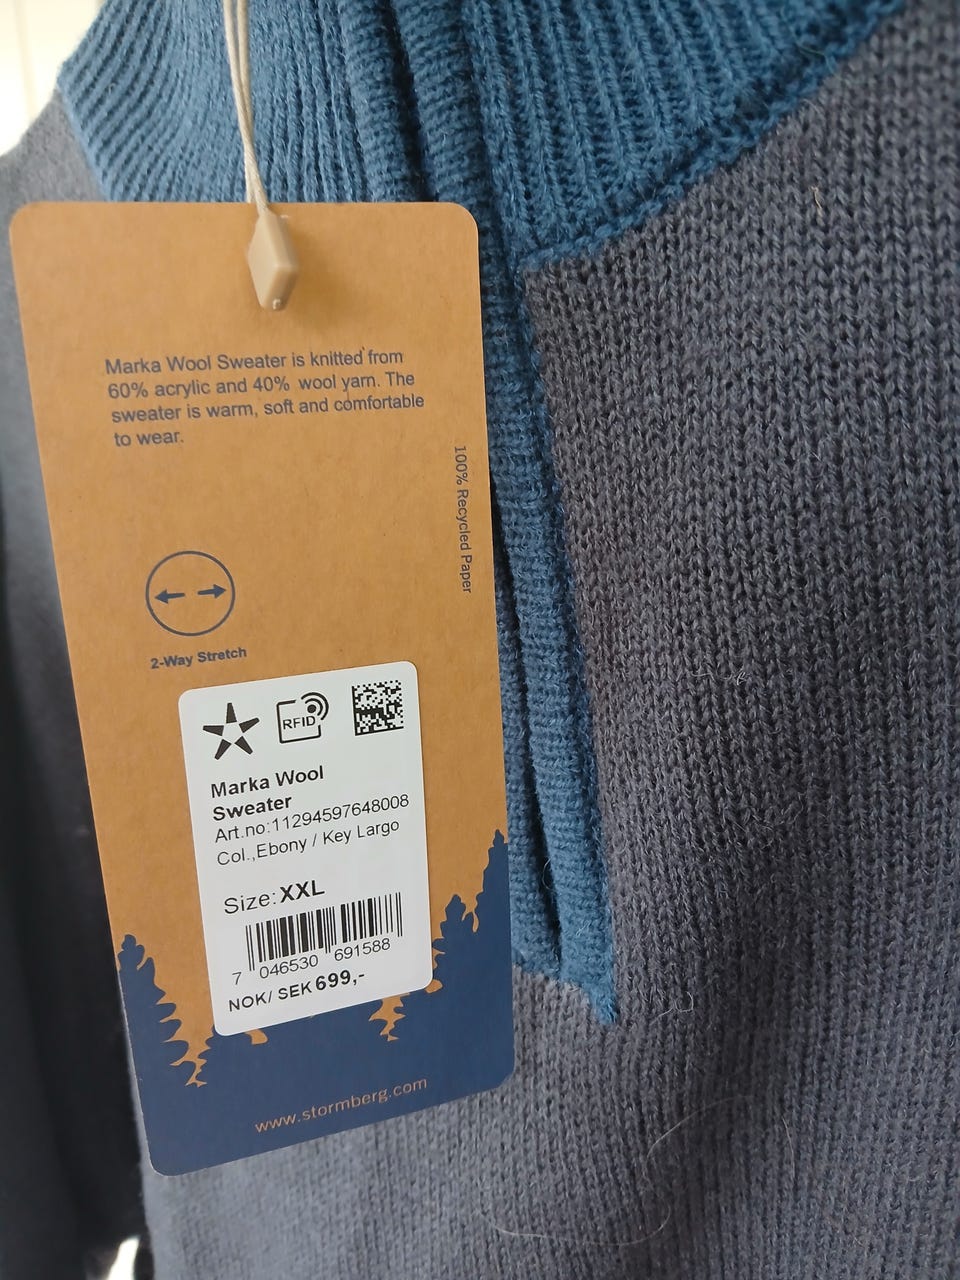 Marka Wool Sweater is knitted from
60% acrylic and 40% wool yarn. The
sweater is warm, soft and comfortable
to wear.
100% Recycled Paper
2-Way Stretch
RFID
Marka Wool
Sweater
Art.no:11294597648008
Col.,Ebony / Key Largo
Size:XXL
7 046530 691588
NOK/ SEK 699,-
www.stormberg.com